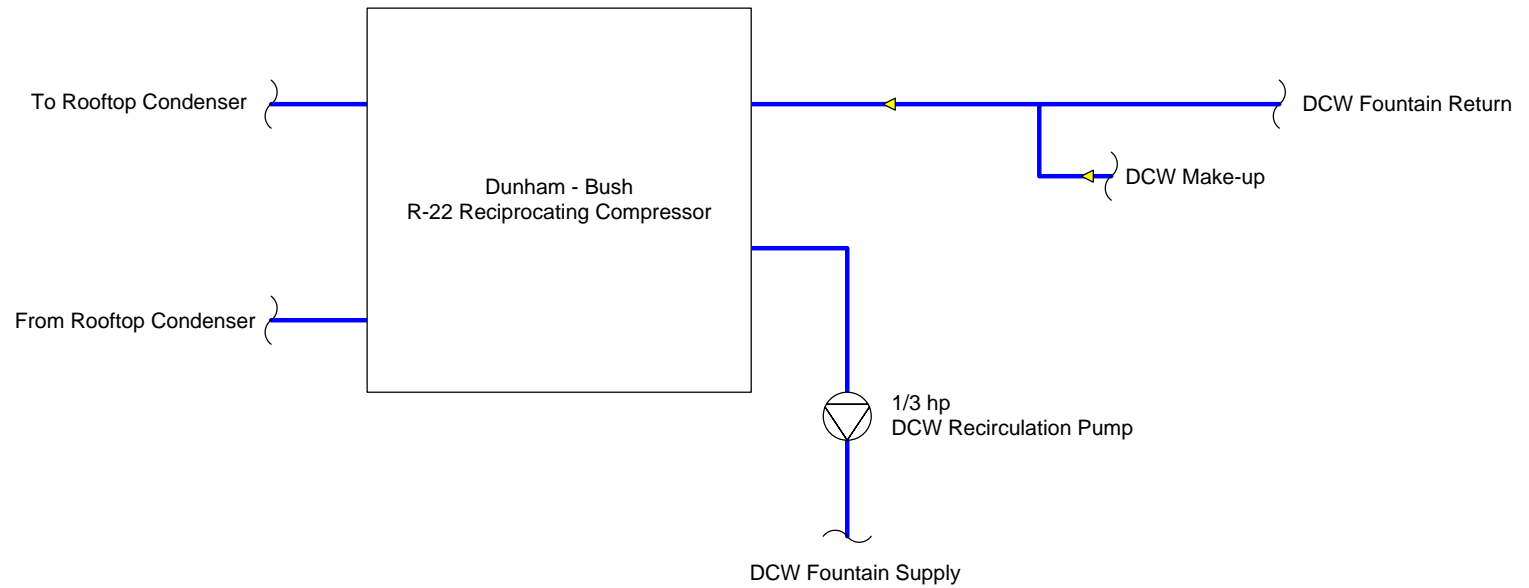 To Rooftop Condenser
DCW Fountain Return
DCW Make-up
Dunham - Bush
R-22 Reciprocating Compressor
From Rooftop Condenser
1/3 hp
DCW Recirculation Pump
DCW Fountain Supply